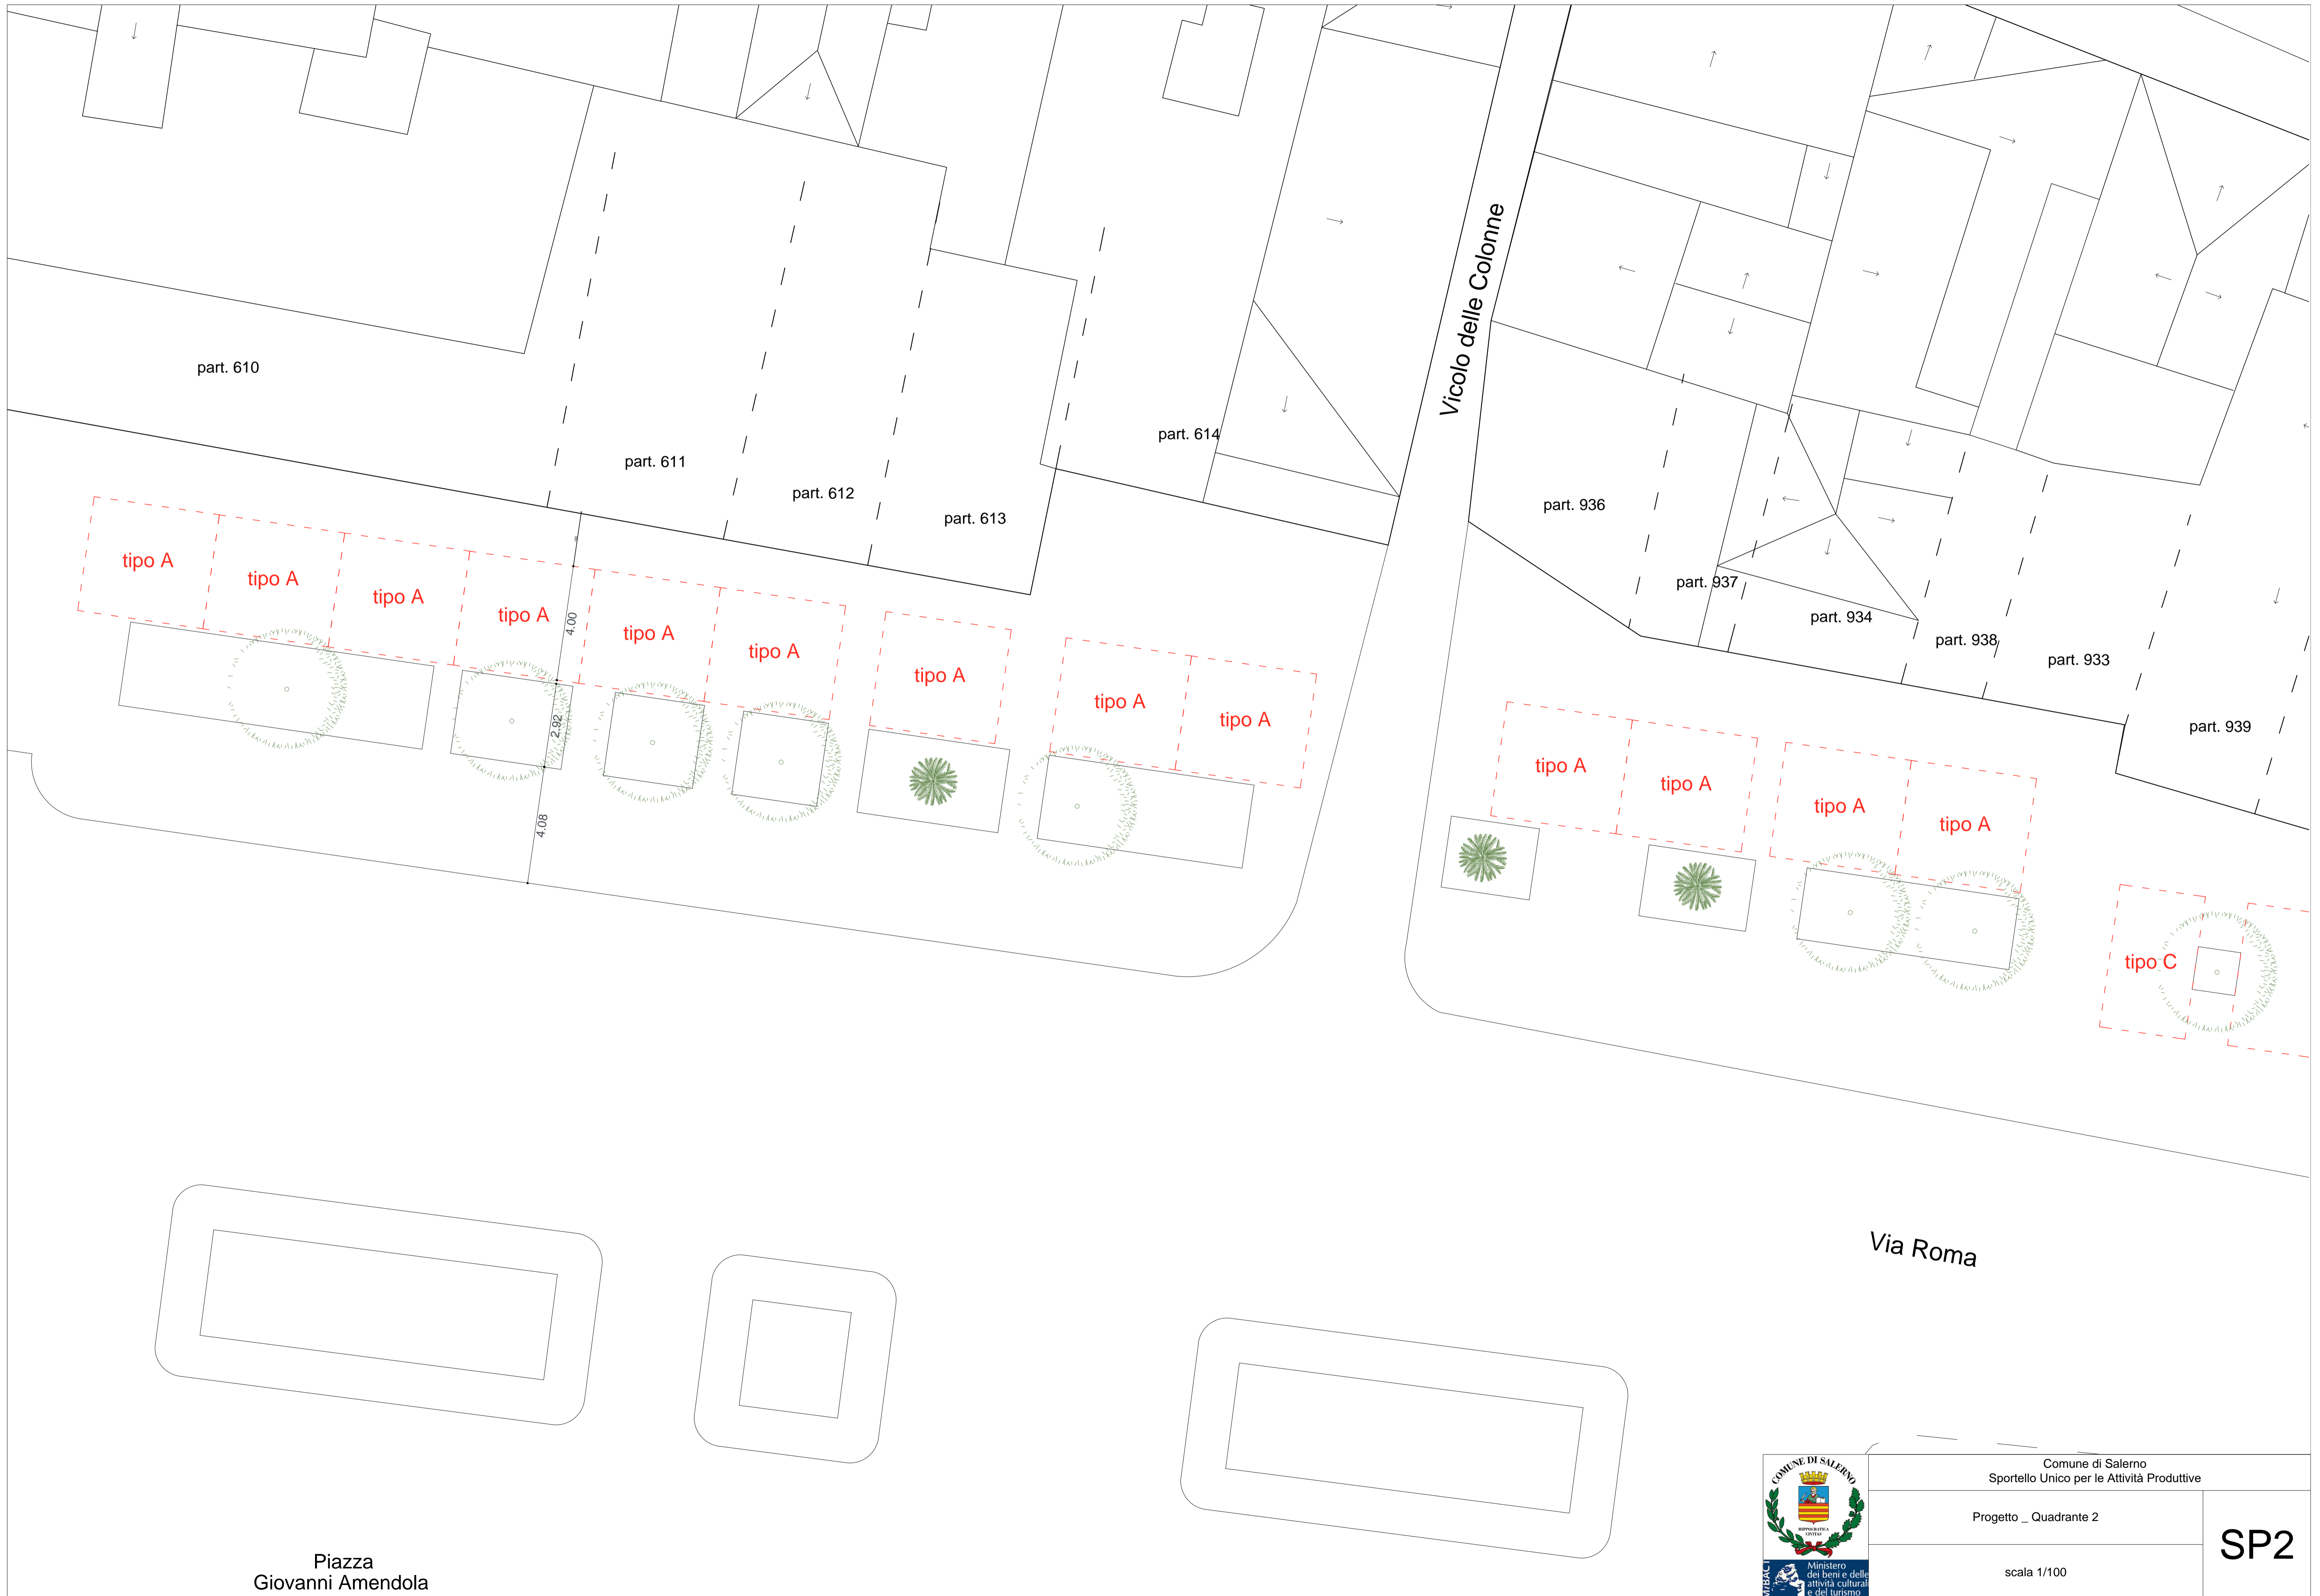 Vicolo delle Colonne
part. 610
part. 611
part. 612
part. 613
part. 614
part. 936
part. 937
part. 934
part. 938
part. 933
part. 939
tipo A
tipo A
tipo A
tipo A
tipo A
tipo A
tipo A
tipo A
tipo A
tipo A
tipo A
tipo A
tipo A
tipo C
4.00
2.92
4.08
Via Roma
Piazza
Giovanni Amendola
COMUNE DI SALERNO
HIPPOCRATICA
CIVITAS
MiBACT
Ministero
dei beni e delle
attività culturali
e del turismo
Comune di Salerno
Sportello Unico per le Attività Produttive
Progetto _ Quadrante 2
scala 1/100
SP2